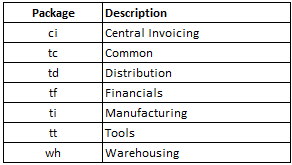 Package Description
ci Central Invoicing
tc Common
td Distribution
tf Financials
ti Manufacturing
tt Tools
wh Warehousing